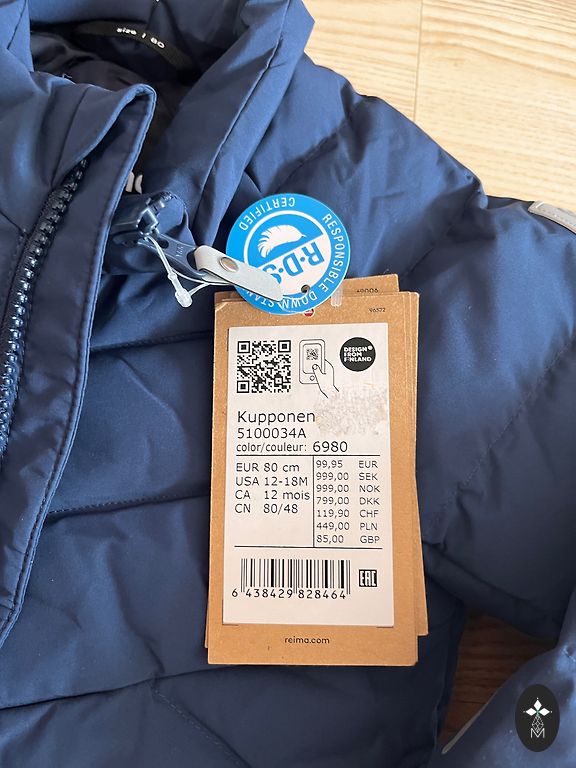 size / 80
RESPONSIBLE DOWN STAN
CERTIFIED
R·D·S
96572
DESIGN
FROM
FINLAND
Kupponen
5100034A
color/couleur: 6980
EUR 80 cm
USA 12-18M
CA 12 mois
CN 80/48
99,95 EUR
999,00 SEK
999,00 NOK
799,00 DKK
119,90 CHF
449,00 PLN
85,00 GBP
6 438429 828464
EAC
reima.com
M